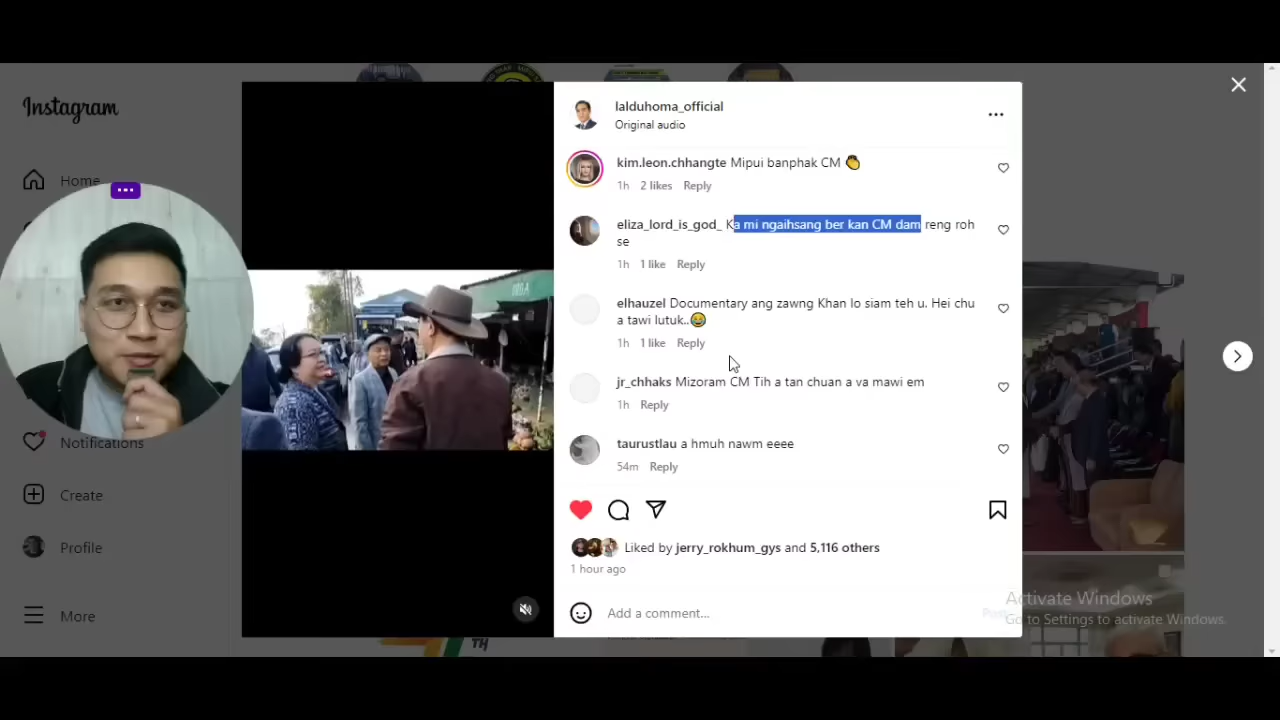 Instagram
Home
Notifications
Create
Profile
More
lalduhoma_official
Original audio
kim.leon.chhangte Mipui banphak CM 👏
1h 2 likes Reply
eliza_lord_is_god_ Ka mi ngaihsang ber kan CM dam reng roh
se
1h 1 like Reply
elhauzel Documentary ang zawng Khan lo siam teh u. Hei chu
a tawi lutuk..😂
1h 1 like Reply
jr_chhaks Mizoram CM Tih a tan chuan a va mawi em
1h Reply
taurustlau a hmuh nawm eeee
54m Reply
Liked by jerry_rokhum_gys and 5,116 others
1 hour ago
Add a comment...
Post
Activate Windows
Go to Settings to activate Windows.
TH